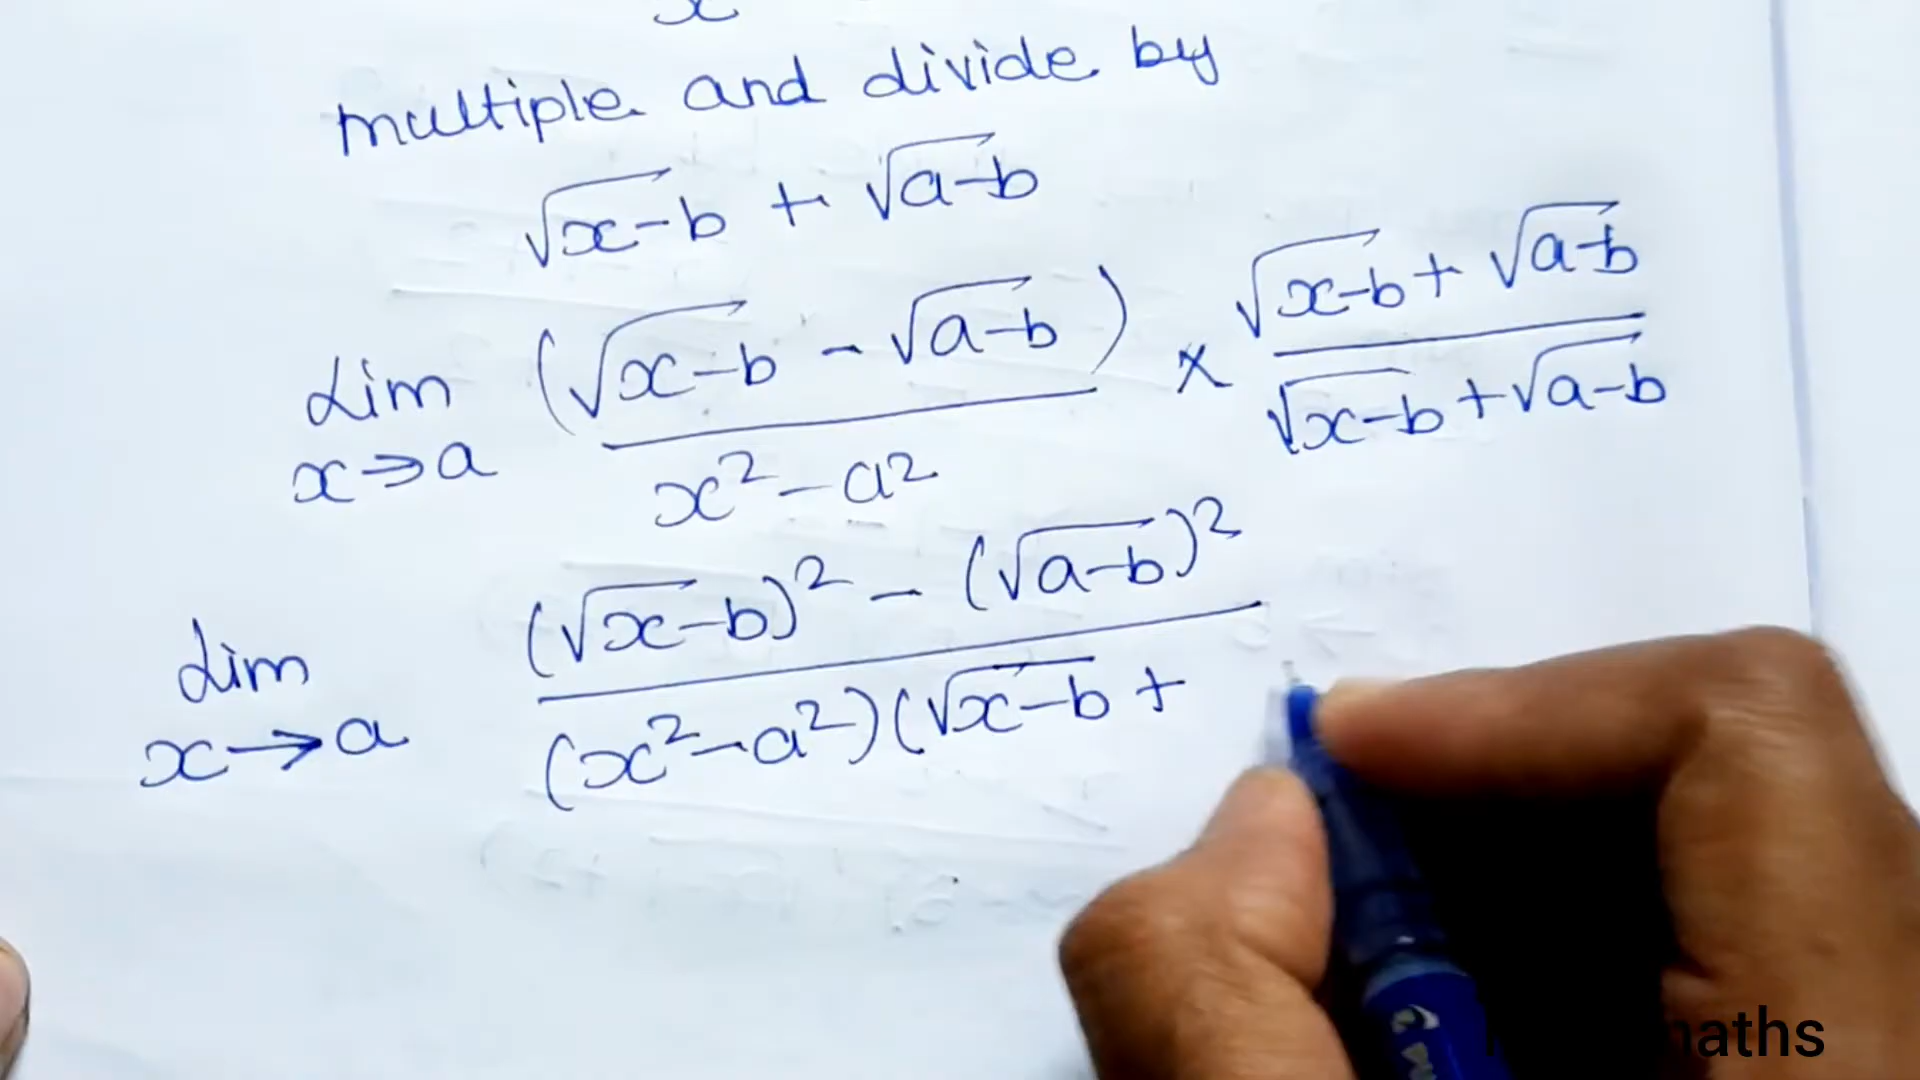 x
multiple and divide by
√x-b + √a-b
Lim x→a (√x-b - √a-b) / x² - a² × √x-b + √a-b / √x-b + √a-b
Lim x→a (√x-b)² - (√a-b)² / (x² - a²)(√x-b +
maths